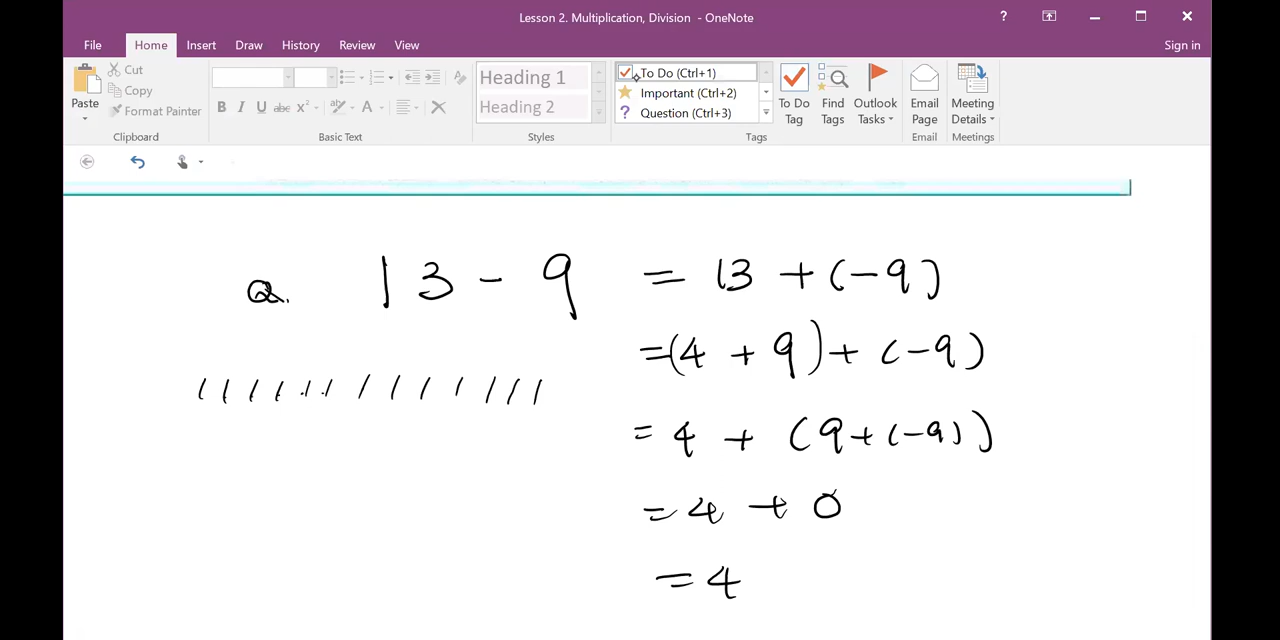 Lesson 2. Multiplication, Division - OneNote
?
File Home Insert Draw History Review View
Sign in
Paste
Cut
Copy
Format Painter
Clipboard
B I U abc x² A
Basic Text
Heading 1
Heading 2
Styles
To Do (Ctrl+1)
Important (Ctrl+2)
? Question (Ctrl+3)
To Do Tag
Find Tags
Outlook Tasks
Tags
Email Page
Email
Meeting Details
Meetings
Q. 13 - 9 = 13 + (-9)
=(4 + 9) + (-9)
= 4 + (9+(-9))
= 4 + 0
= 4